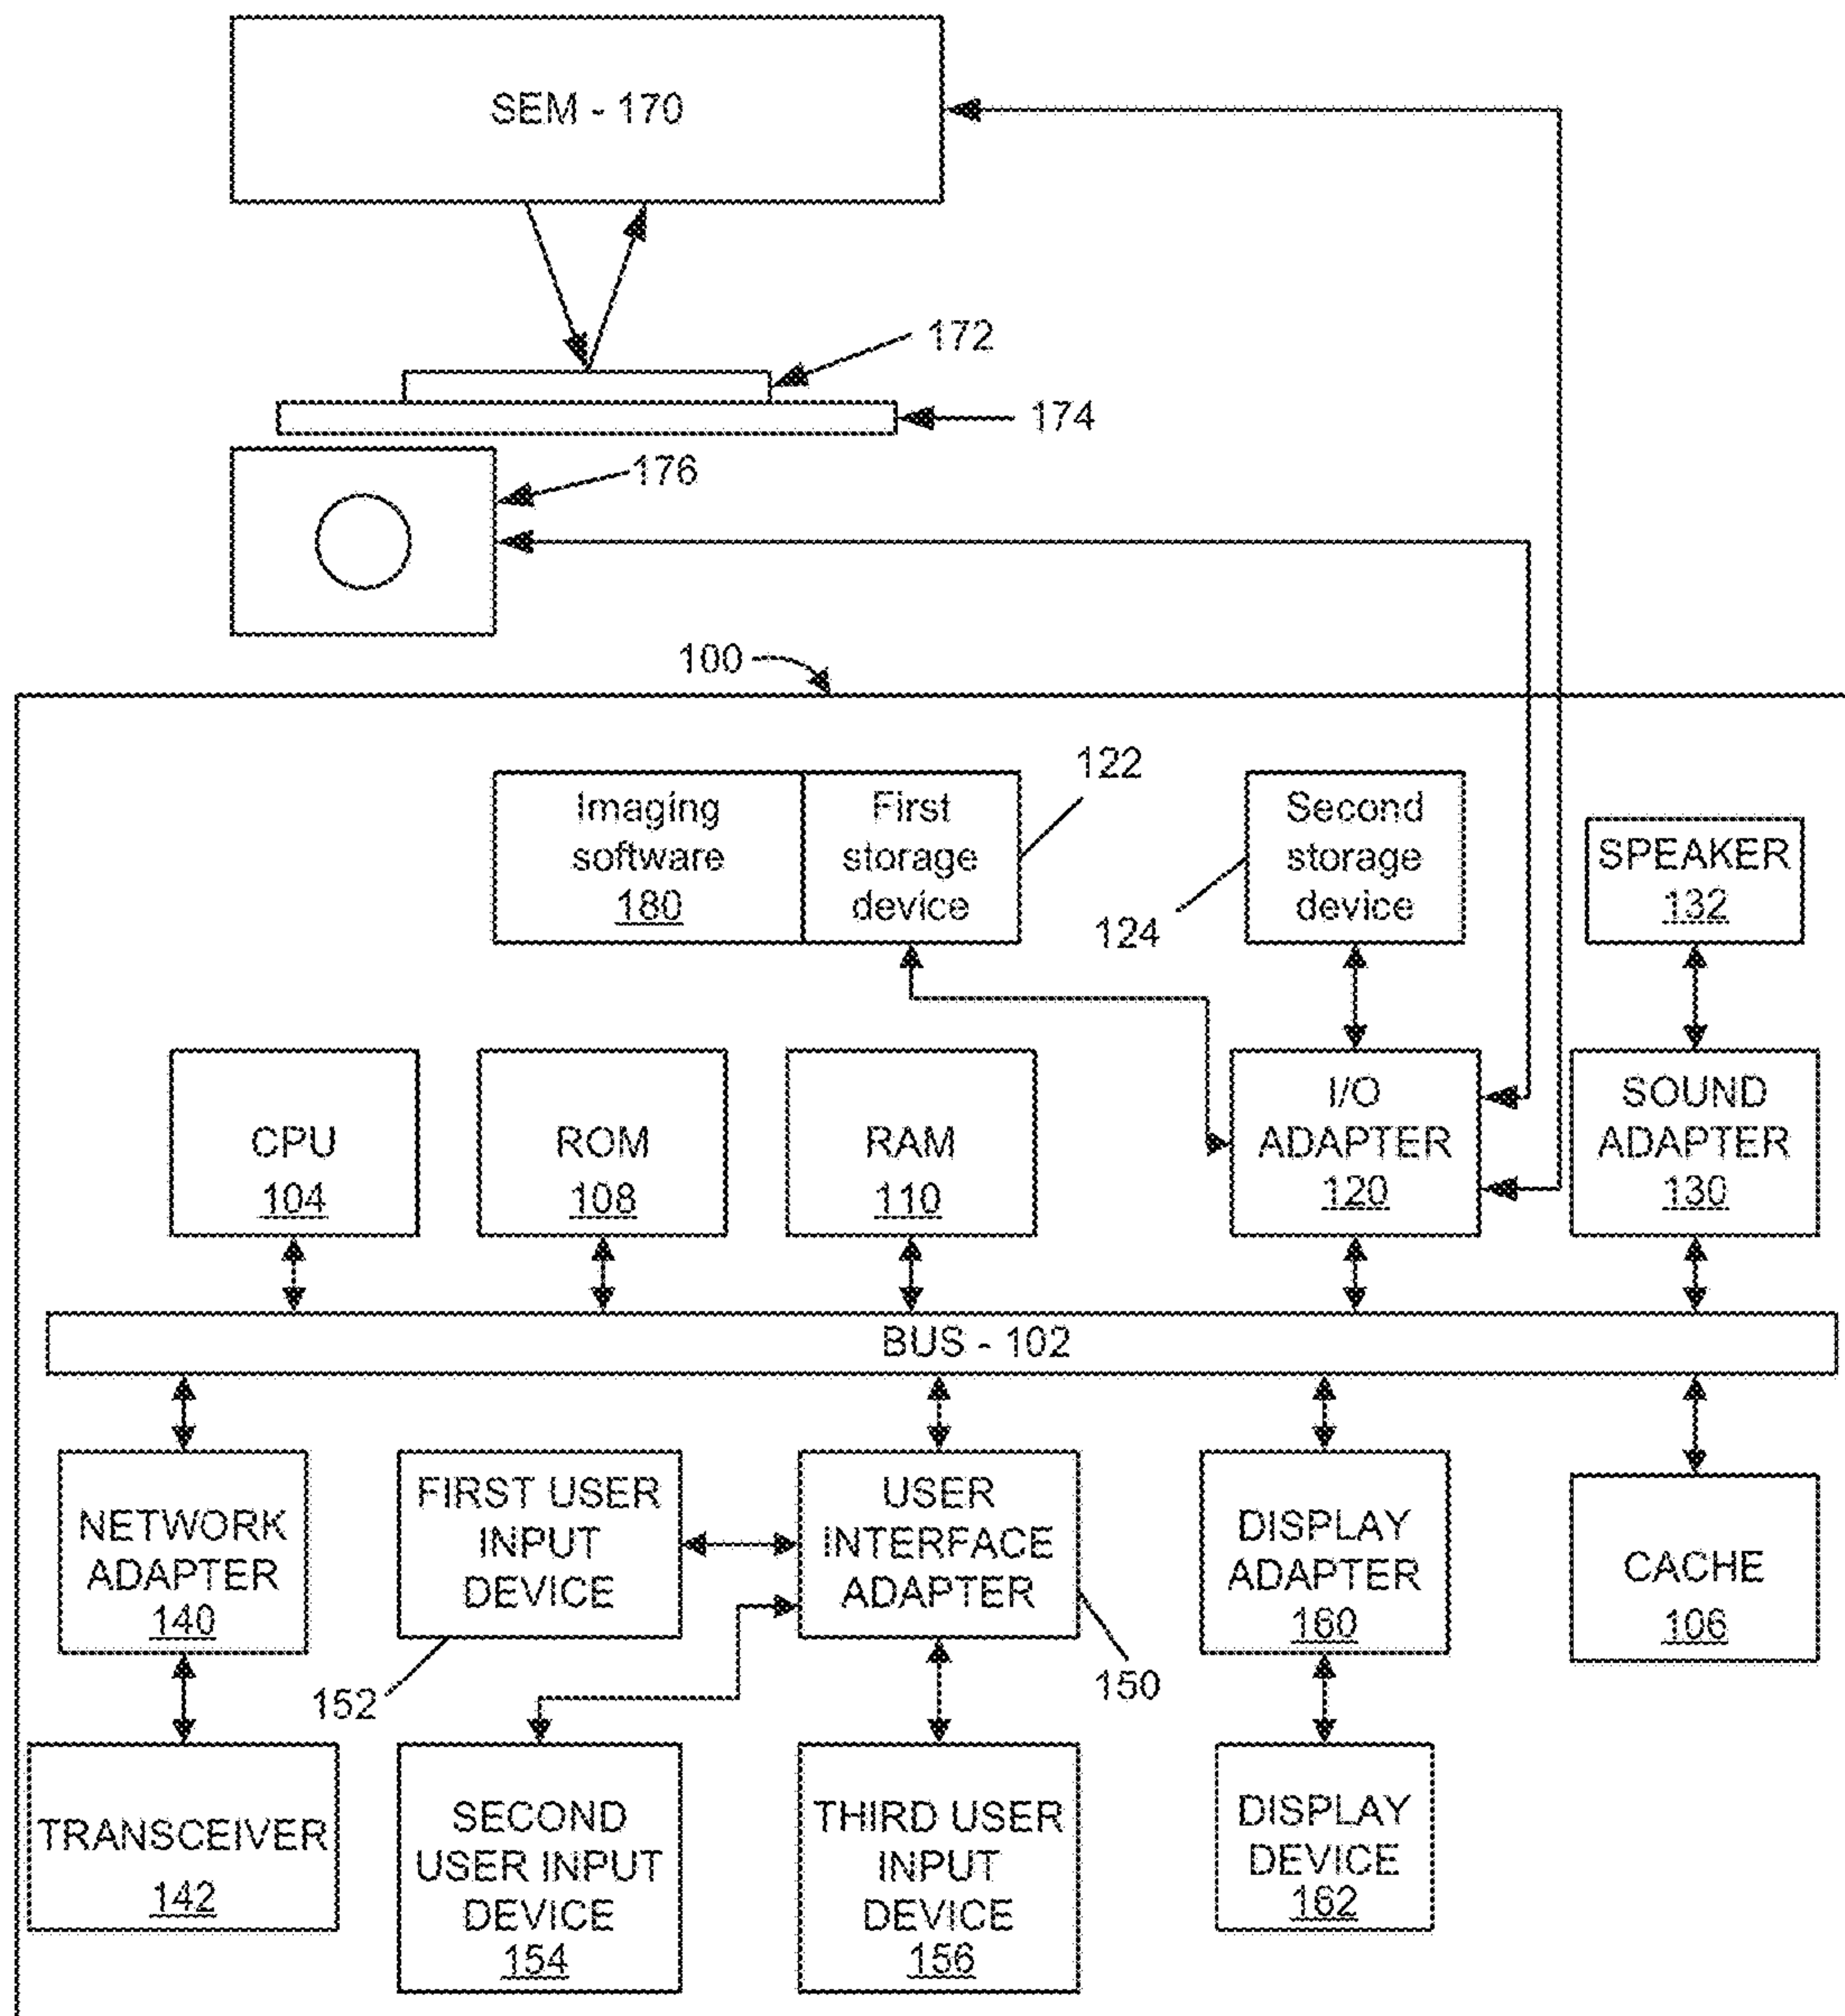 SEM - 170
172
174
176
100
Imaging
software
180
First
storage
device
122
Second
storage
device
124
SPEAKER
132
CPU
104
ROM
108
RAM
110
I/O
ADAPTER
120
SOUND
ADAPTER
130
BUS - 102
NETWORK
ADAPTER
140
FIRST USER
INPUT
DEVICE
152
USER
INTERFACE
ADAPTER
150
DISPLAY
ADAPTER
160
CACHE
106
TRANSCEIVER
142
SECOND
USER INPUT
DEVICE
154
THIRD USER
INPUT
DEVICE
156
DISPLAY
DEVICE
162